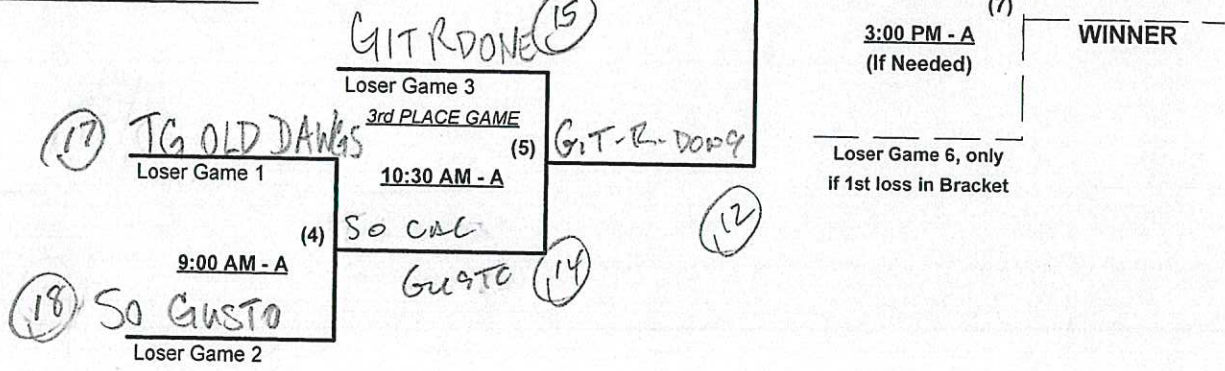 (7)
15
GIT RDONE
3:00 PM - A
WINNER
(If Needed)
Loser Game 3
3rd PLACE GAME
17 TG OLD DAWGS
(5) GIT-R-DONE
Loser Game 1
10:30 AM - A
Loser Game 6, only
if 1st loss in Bracket
12
(4) SO CAL
9:00 AM - A
GUSTO 14
18 SO GUSTO
Loser Game 2